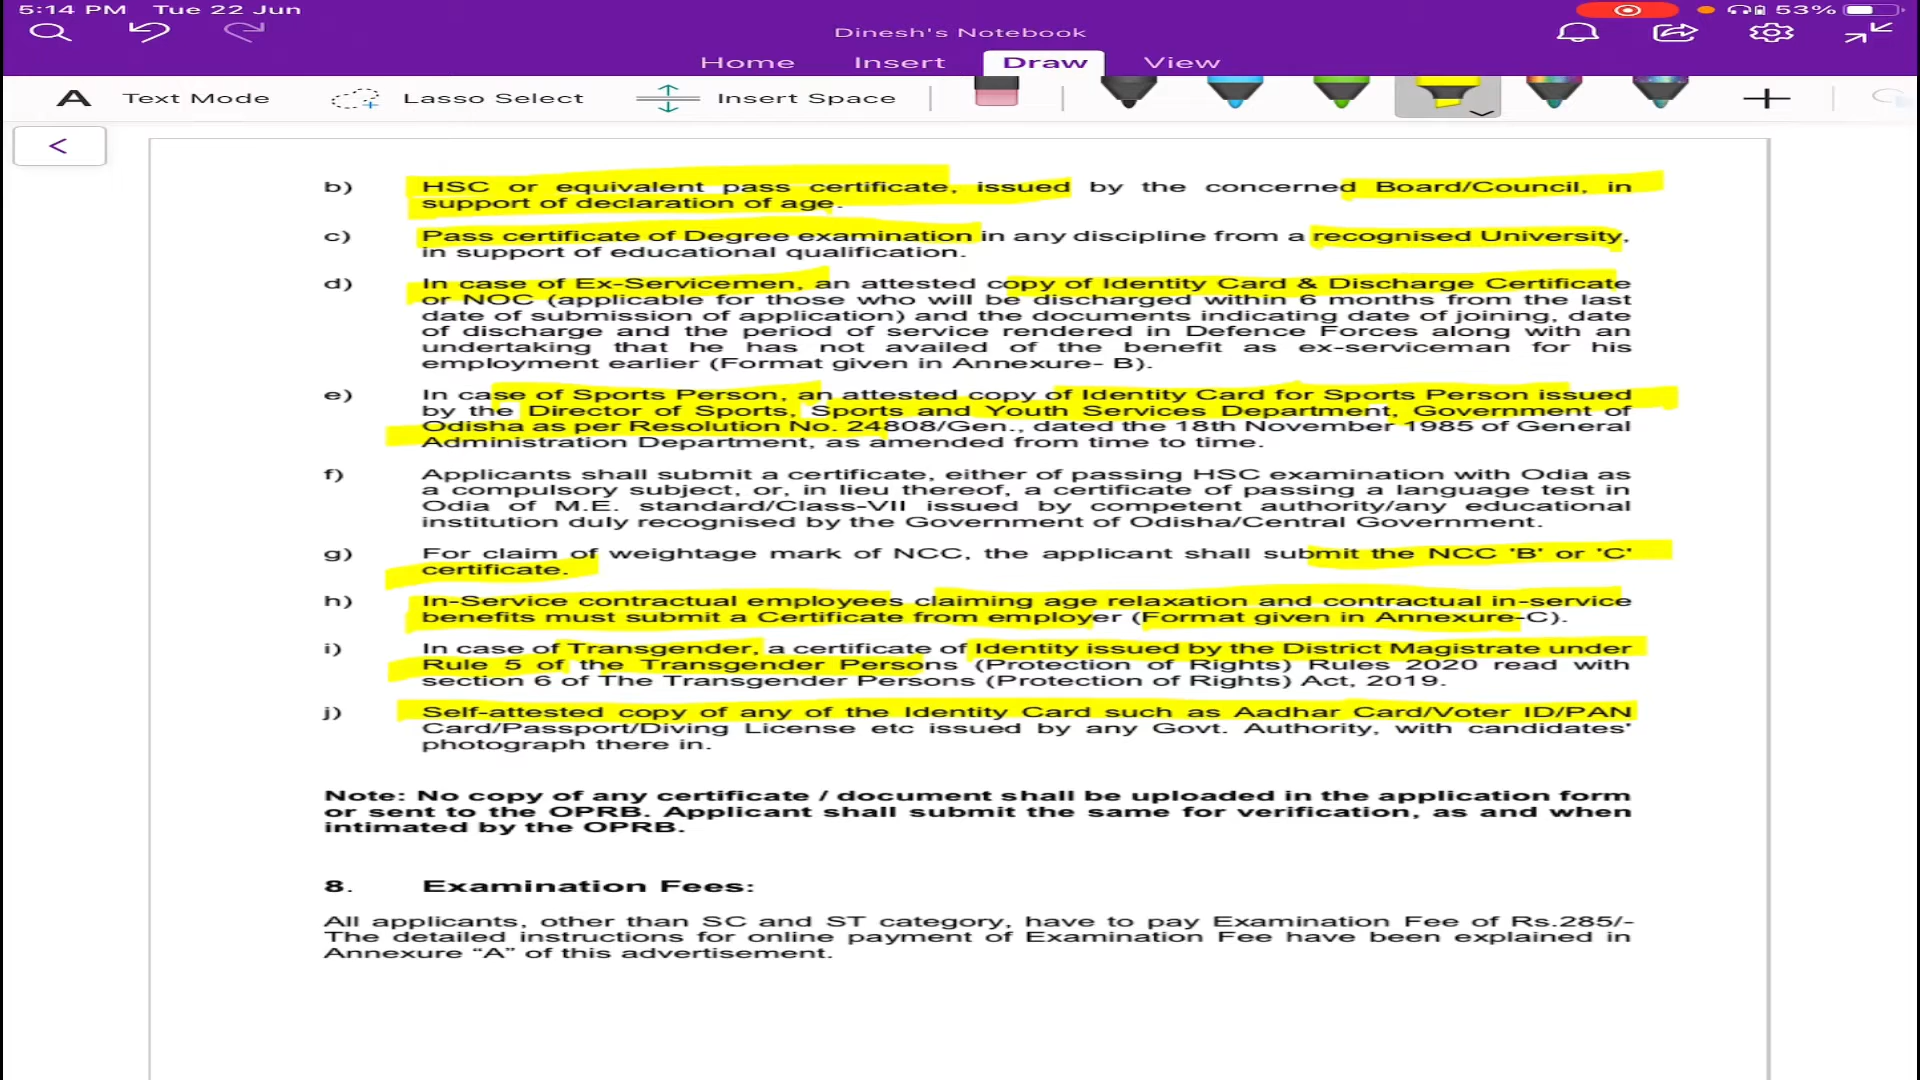 5:14 PM Tue 22 Jun
53%
Dinesh's Notebook
Home Insert Draw View
A Text Mode Lasso Select Insert Space
b) HSC or equivalent pass certificate, issued by the concerned Board/Council, in
support of declaration of age.
c) Pass certificate of Degree examination in any discipline from a recognised University,
in support of educational qualification.
d) In case of Ex-Servicemen, an attested copy of Identity Card & Discharge Certificate
or NOC (applicable for those who will be discharged within 6 months from the last
date of submission of application) and the documents indicating date of joining, date
of discharge and the period of service rendered in Defence Forces along with an
undertaking that he has not availed of the benefit as ex-serviceman for his
employment earlier (Format given in Annexure- B).
e) In case of Sports Person, an attested copy of Identity Card for Sports Person issued
by the Director of Sports, Sports and Youth Services Department, Government of
Odisha as per Resolution No. 24808/Gen., dated the 18th November 1985 of General
Administration Department, as amended from time to time.
f) Applicants shall submit a certificate, either of passing HSC examination with Odia as
a compulsory subject, or, in lieu thereof, a certificate of passing a language test in
Odia of M.E. standard/Class-VII issued by competent authority/any educational
institution duly recognised by the Government of Odisha/Central Government.
g) For claim of weightage mark of NCC, the applicant shall submit the NCC 'B' or 'C'
certificate.
h) In-Service contractual employees claiming age relaxation and contractual in-service
benefits must submit a Certificate from employer (Format given in Annexure-C).
i) In case of Transgender, a certificate of Identity issued by the District Magistrate under
Rule 5 of the Transgender Persons (Protection of Rights) Rules 2020 read with
section 6 of The Transgender Persons (Protection of Rights) Act, 2019.
j) Self-attested copy of any of the Identity Card such as Aadhar Card/Voter ID/PAN
Card/Passport/Diving License etc issued by any Govt. Authority, with candidates'
photograph there in.
Note: No copy of any certificate / document shall be uploaded in the application form
or sent to the OPRB. Applicant shall submit the same for verification, as and when
intimated by the OPRB.
8. Examination Fees:
All applicants, other than SC and ST category, have to pay Examination Fee of Rs.285/-
The detailed instructions for online payment of Examination Fee have been explained in
Annexure “A” of this advertisement.